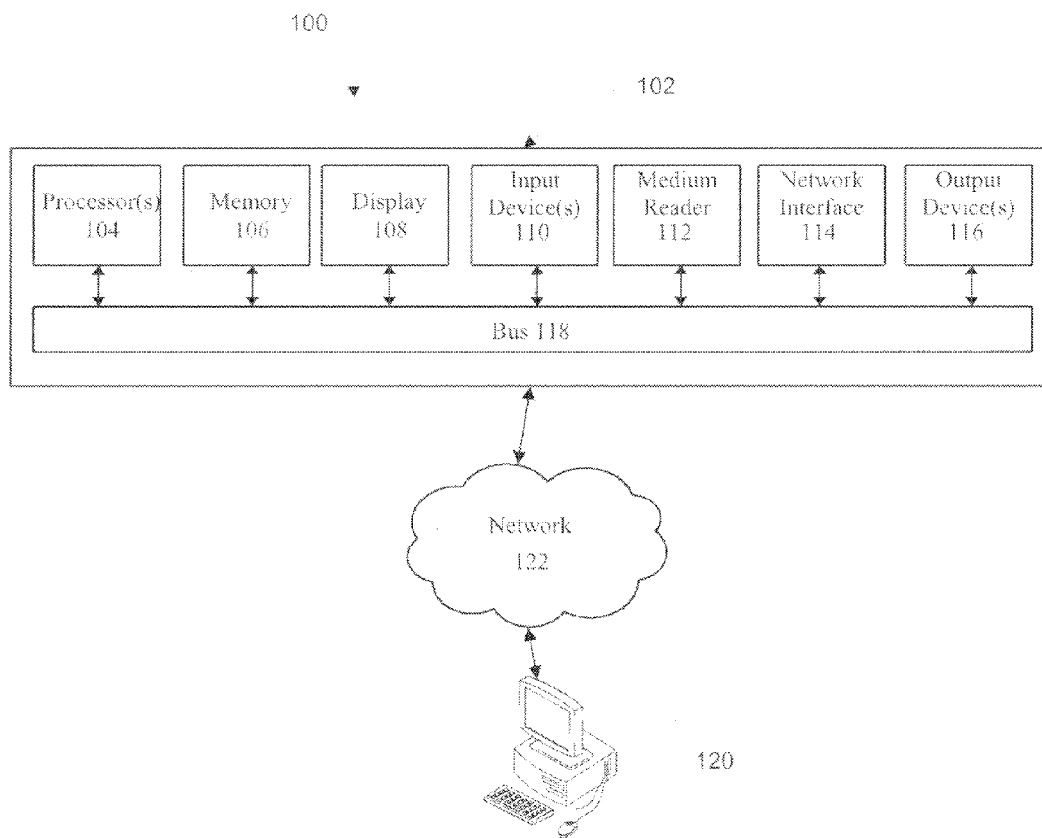 100
102
Processor(s)
104
Memory
106
Display
108
Input
Device(s)
110
Medium
Reader
112
Network
Interface
114
Output
Device(s)
116
Bus 118
Network
122
120